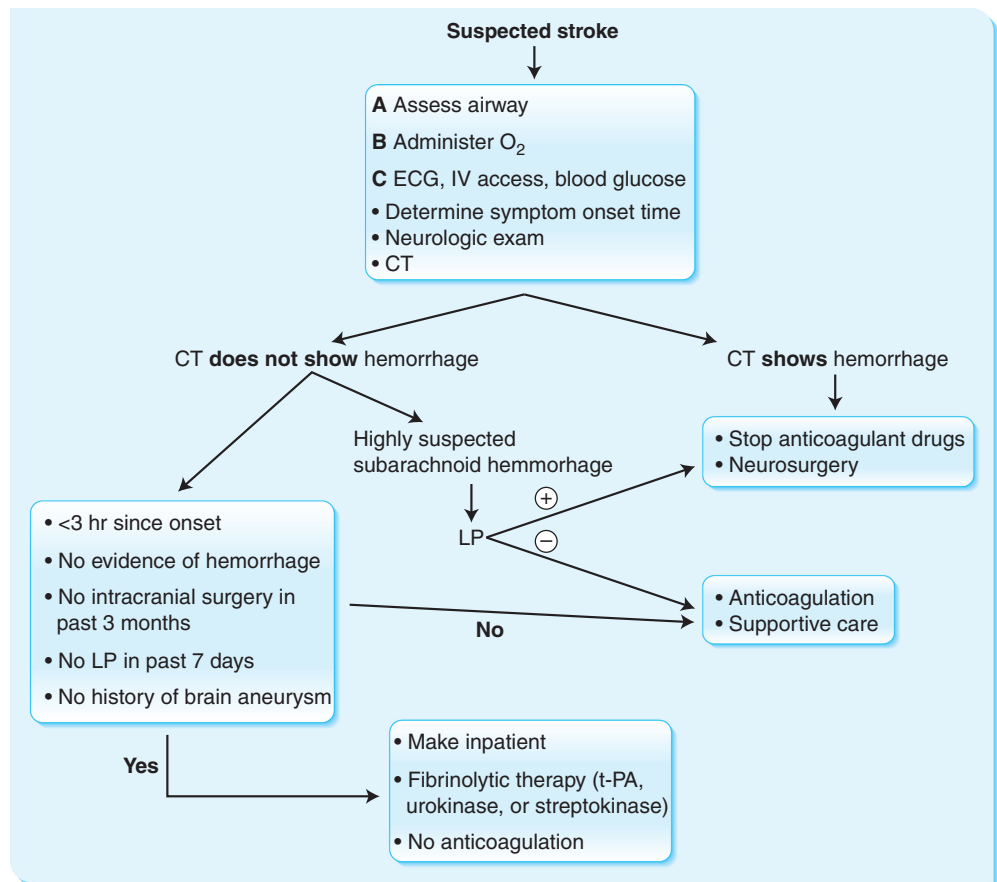 Suspected stroke
A Assess airway
B Administer O₂
C ECG, IV access, blood glucose
• Determine symptom onset time
• Neurologic exam
• CT
CT does not show hemorrhage
CT shows hemorrhage
Highly suspected
subarachnoid hemmorhage
• Stop anticoagulant drugs
• Neurosurgery
LP
+
−
• <3 hr since onset
• No evidence of hemorrhage
• No intracranial surgery in
past 3 months
• No LP in past 7 days
• No history of brain aneurysm
No
• Anticoagulation
• Supportive care
Yes
• Make inpatient
• Fibrinolytic therapy (t-PA,
urokinase, or streptokinase)
• No anticoagulation